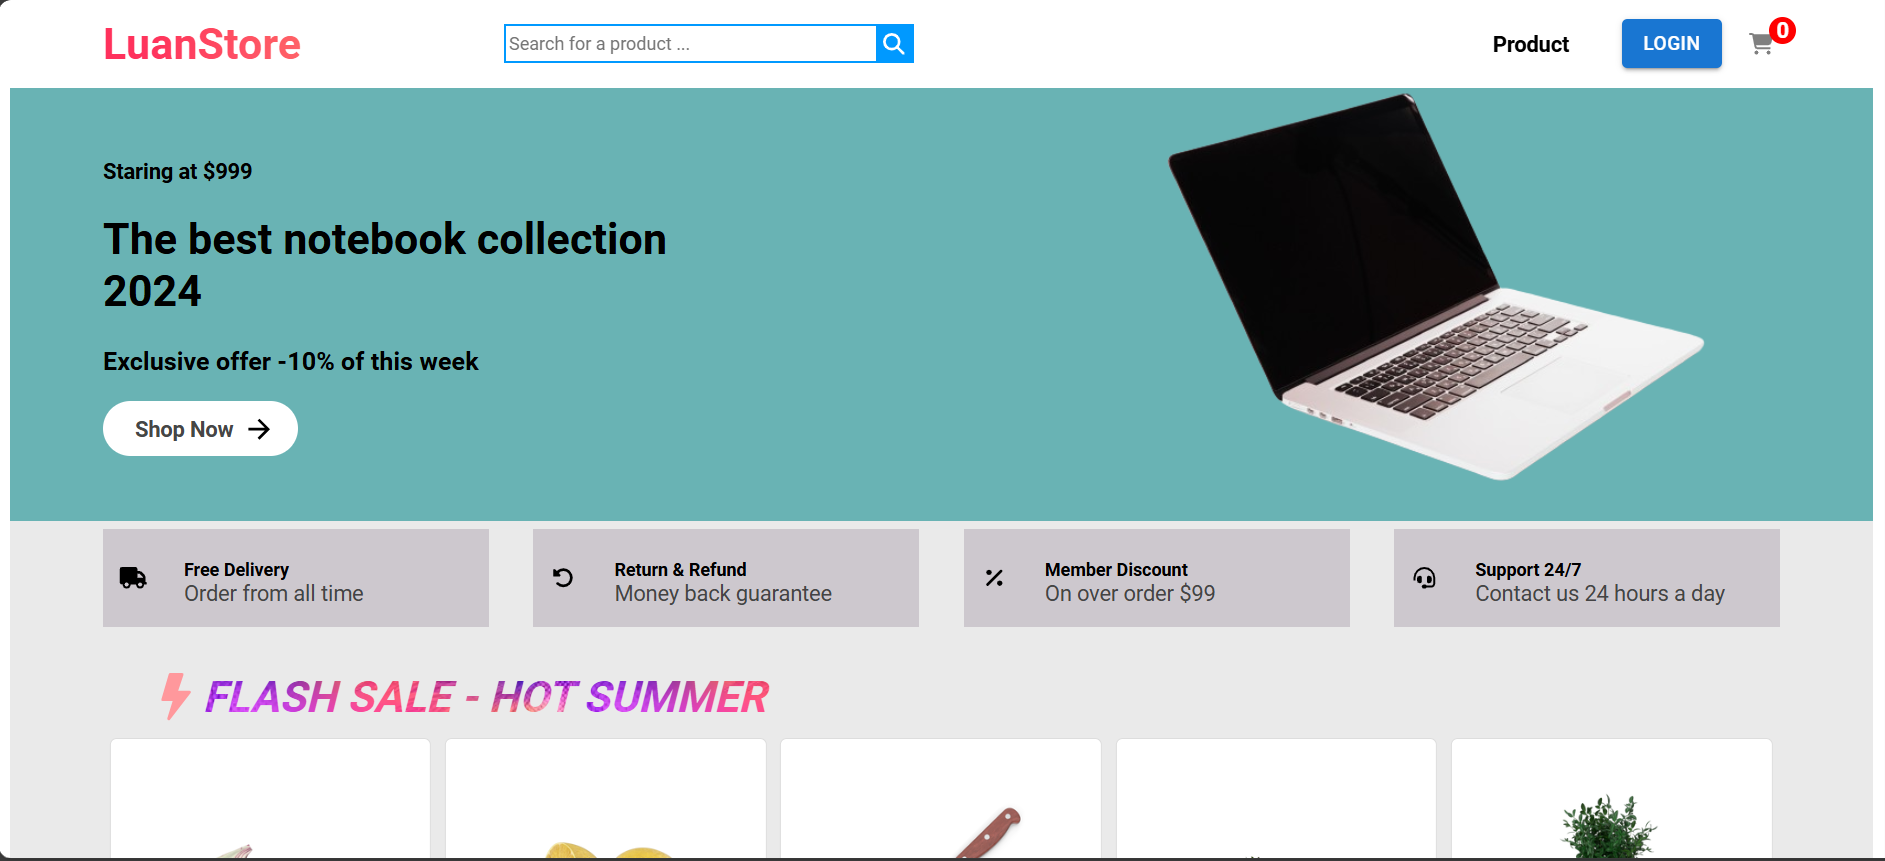 LuanStore
Search for a product ...
Product
LOGIN
0
Staring at $999
The best notebook collection
2024
Exclusive offer -10% of this week
Shop Now
Free Delivery
Order from all time
Return & Refund
Money back guarantee
Member Discount
On over order $99
Support 24/7
Contact us 24 hours a day
FLASH SALE - HOT SUMMER